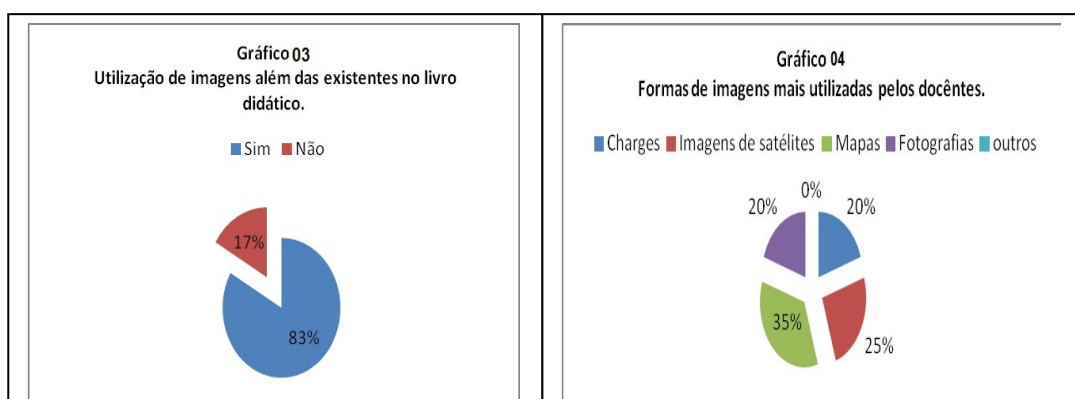 Gráfico 03
Utilização de imagens além das existentes no livro
didático.
Sim Não
17%
83%
Gráfico 04
Formas de imagens mais utilizadas pelos docêntes.
Charges Imagens de satélites Mapas Fotografias outros
0%
20% 20%
35%
25%